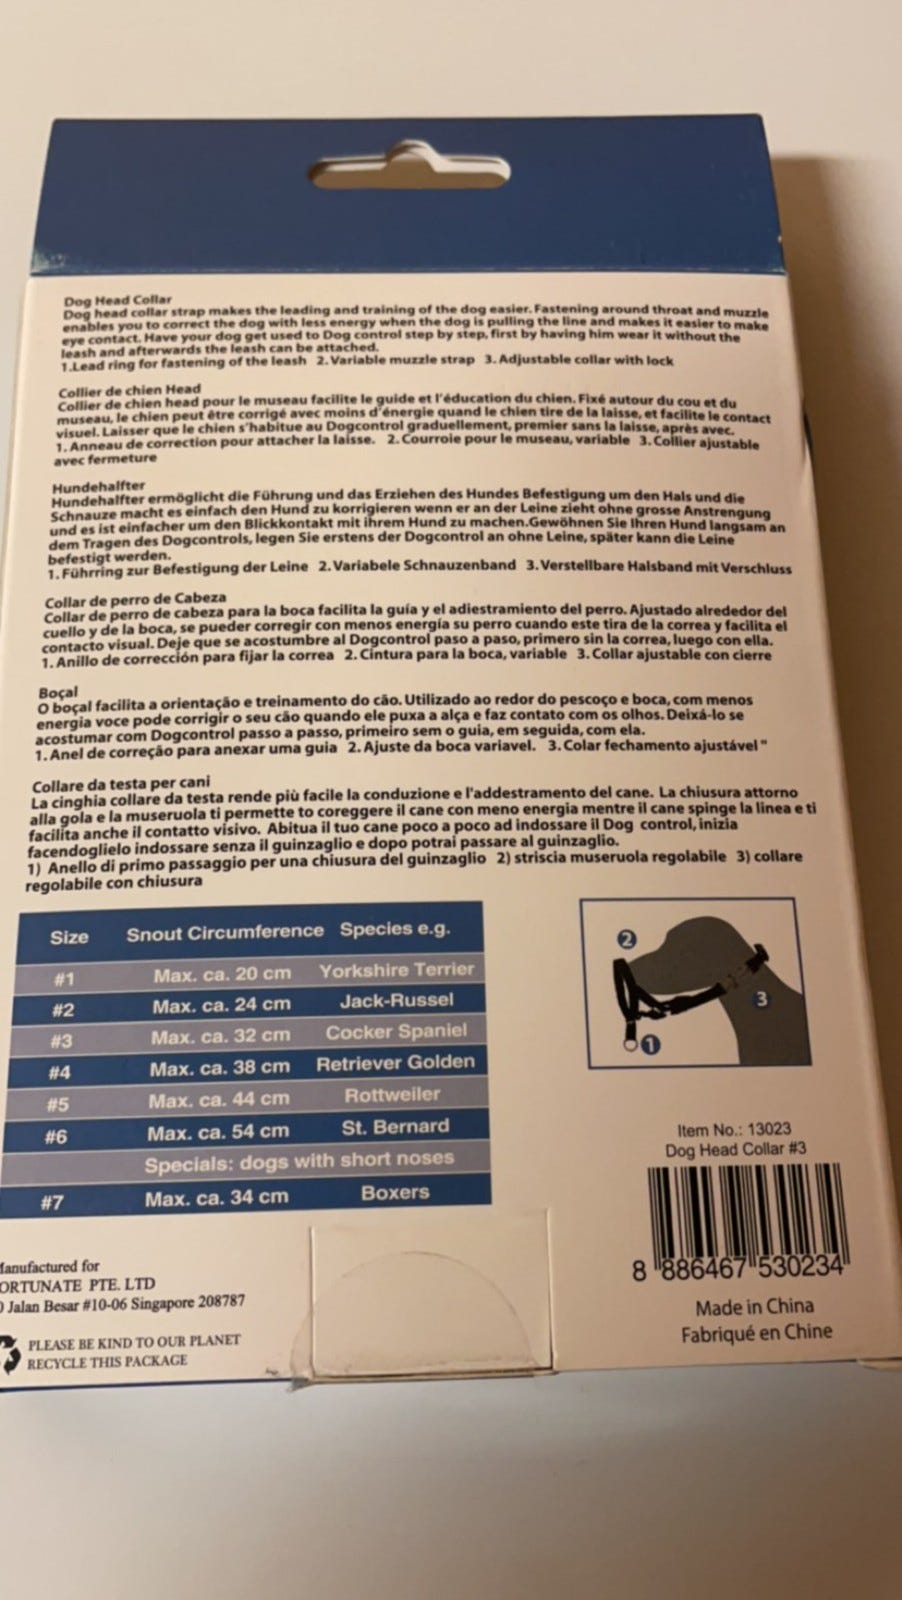 Dog Head Collar
Dog head collar strap makes the leading and training of the dog easier. Fastening around throat and muzzle
enables you to correct the dog with less energy when the dog is pulling the line and makes it easier to make
eye contact. Have your dog get used to Dog control step by step, first by having him wear it without the
leash and afterwards the leash can be attached.
1.Lead ring for fastening of the leash 2. Variable muzzle strap 3. Adjustable collar with lock
Collier de chien Head
Collier de chien head pour le museau facilite le guide et l'éducation du chien. Fixé autour du cou et du
museau, le chien peut être corrigé avec moins d'énergie quand le chien tire de la laisse, et facilite le contact
visuel. Laisser que le chien s'habitue au Dogcontrol graduellement, premier sans la laisse, après avec.
1. Anneau de correction pour attacher la laisse. 2. Courroie pour le museau, variable 3. Collier ajustable
avec fermeture
Hundehalfter
Hundehalfter ermöglicht die Führung und das Erziehen des Hundes Befestigung um den Hals und die
Schnauze macht es einfach den Hund zu korrigieren wenn er an der Leine zieht ohne grosse Anstrengung
und es ist einfacher um den Blickkontakt mit ihrem Hund zu machen.Gewöhnen Sie Ihren Hund langsam an
dem Tragen des Dogcontrols, legen Sie erstens der Dogcontrol an ohne Leine, später kann die Leine
befestigt werden.
1. Führring zur Befestigung der Leine 2. Variabele Schnauzenband 3. Verstellbare Halsband mit Verschluss
Collar de perro de Cabeza
Collar de perro de cabeza para la boca facilita la guía y el adiestramiento del perro. Ajustado alrededor del
cuello y de la boca, se pueder corregir con menos energía su perro cuando este tira de la correa y facilita el
contacto visual. Deje que se acostumbre al Dogcontrol paso a paso, primero sin la correa, luego con ella.
1. Anillo de corrección para fijar la correa 2. Cintura para la boca, variable 3. Collar ajustable con cierre
Boçal
O boçal facilita a orientação e treinamento do cão. Utilizado ao redor do pescoço e boca, com menos
energia voce pode corrigir o seu cão quando ele puxa a alça e faz contato com os olhos. Deixá-lo se
acostumar com Dogcontrol passo a passo, primeiro sem o guia, em seguida, com ela.
1. Anel de correção para anexar uma guia 2. Ajuste da boca variavel. 3. Colar fechamento ajustável"
Collare da testa per cani
La cinghia collare da testa rende più facile la conduzione e l'addestramento del cane. La chiusura attorno
alla gola e la museruola ti permette to coreggere il cane con meno energia mentre il cane spinge la linea e ti
facilita anche il contatto visivo. Abitua il tuo cane poco a poco ad indossare il Dog control, inizia
facendoglielo indossare senza il guinzaglio e dopo potrai passare al guinzaglio.
1) Anello di primo passaggio per una chiusura del guinzaglio 2) striscia museruola regolabile 3) collare
regolabile con chiusura
Size Snout Circumference Species e.g.
#1 Max. ca. 20 cm Yorkshire Terrier
#2 Max. ca. 24 cm Jack-Russel
#3 Max. ca. 32 cm Cocker Spaniel
#4 Max. ca. 38 cm Retriever Golden
#5 Max. ca. 44 cm Rottweiler
#6 Max. ca. 54 cm St. Bernard
Specials: dogs with short noses
#7 Max. ca. 34 cm Boxers
2
3
1
Item No.: 13023
Dog Head Collar #3
8 886467 530234
Made in China
Fabriqué en Chine
anufactured for
ORTUNATE PTE. LTD
Jalan Besar #10-06 Singapore 208787
PLEASE BE KIND TO OUR PLANET
RECYCLE THIS PACKAGE